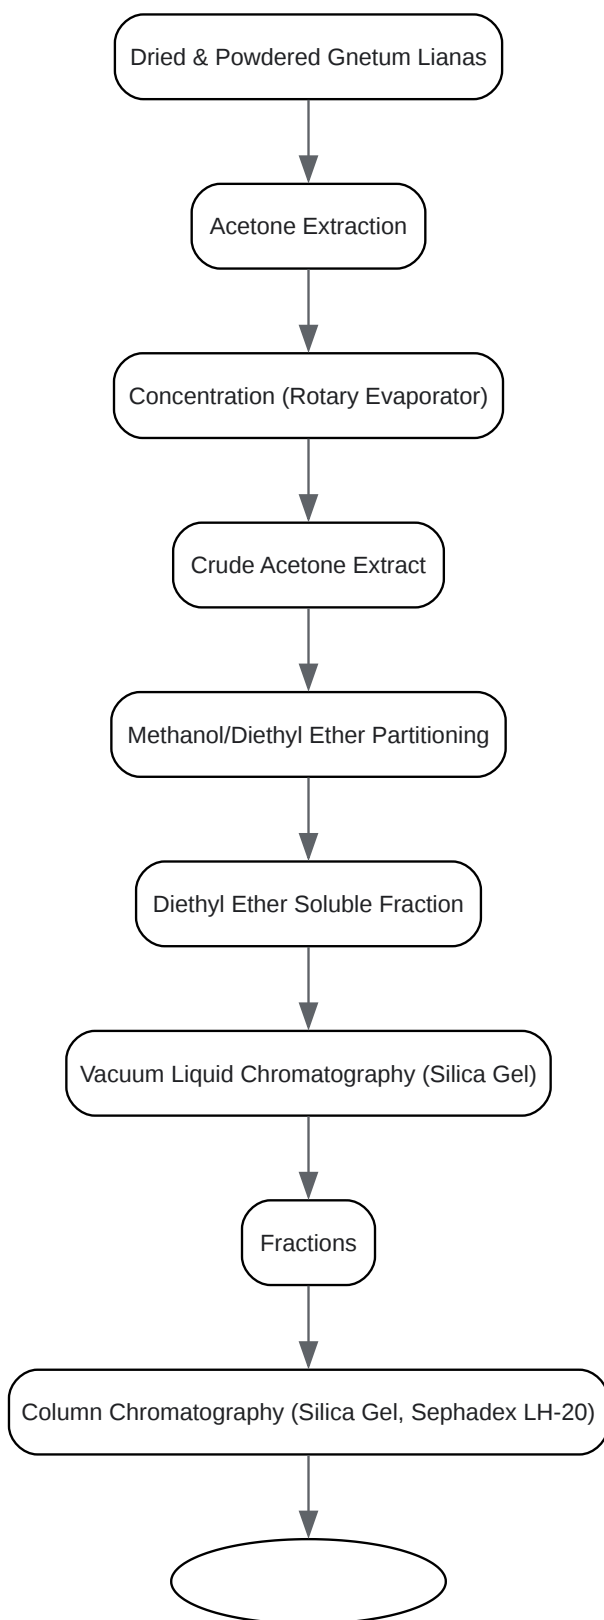 Dried & Powdered Gnetum Lianas
Acetone Extraction
Concentration (Rotary Evaporator)
Crude Acetone Extract
Methanol/Diethyl Ether Partitioning
Diethyl Ether Soluble Fraction
Vacuum Liquid Chromatography (Silica Gel)
Fractions
Column Chromatography (Silica Gel, Sephadex LH-20)